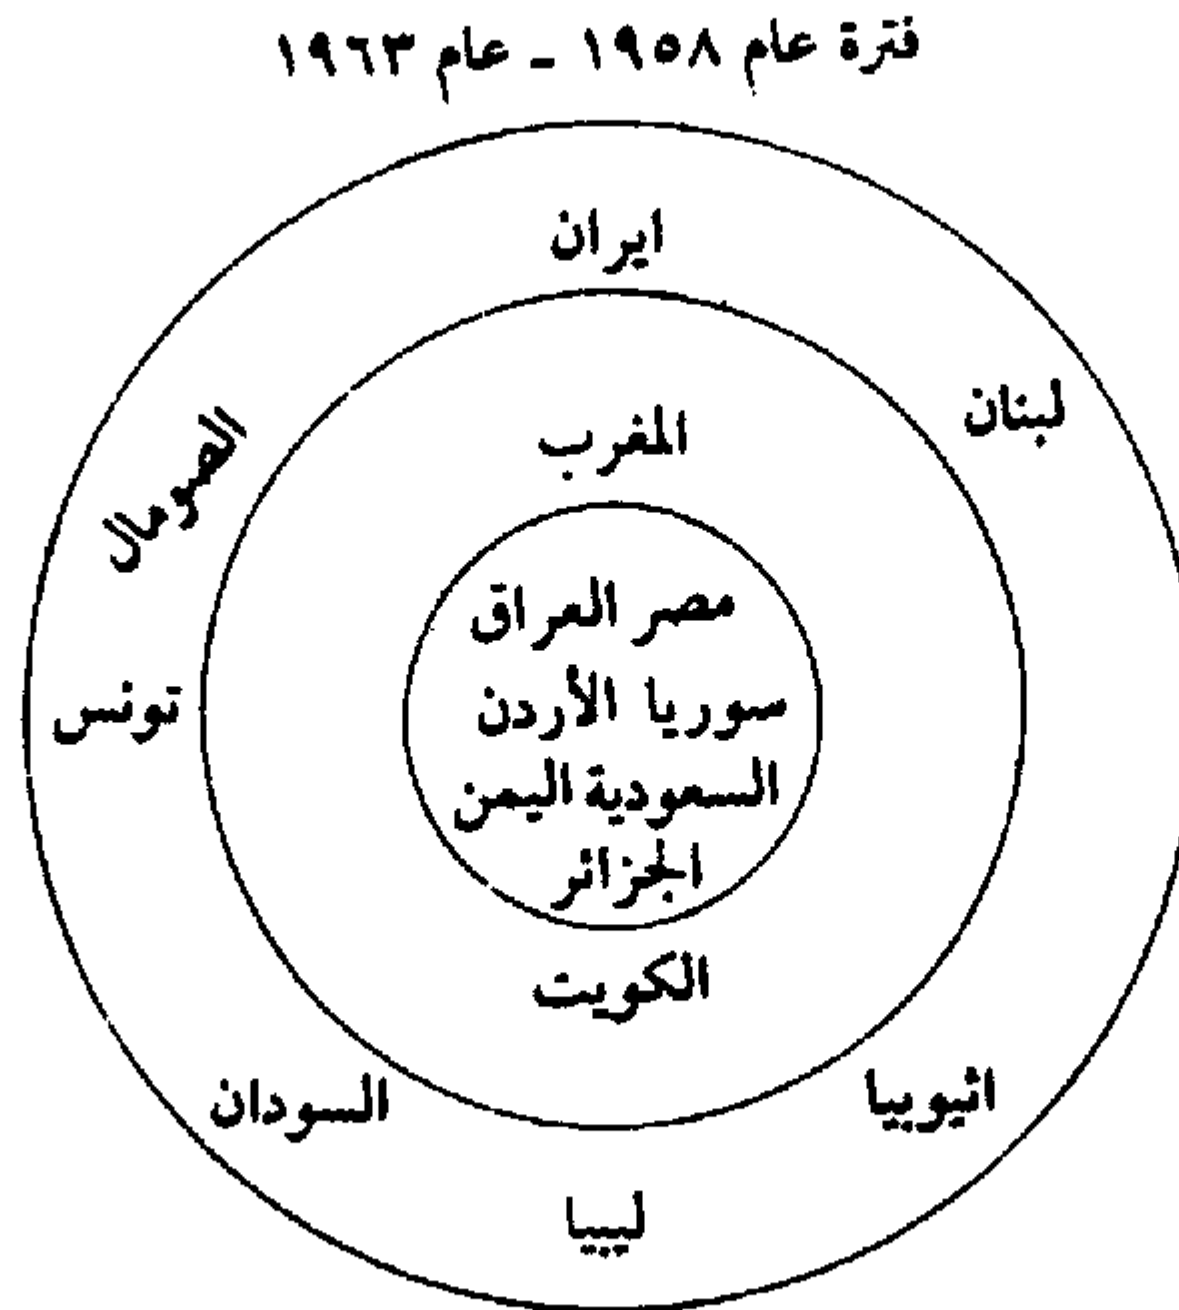 فترة عام ١٩٥٨ - عام ١٩٦٣
ايران
لبنان
الصومال
المغرب
مصر العراق
سوريا الأردن
تونس
السعودية اليمن
الجزائر
الكويت
اثيوبيا
السودان
ليبيا